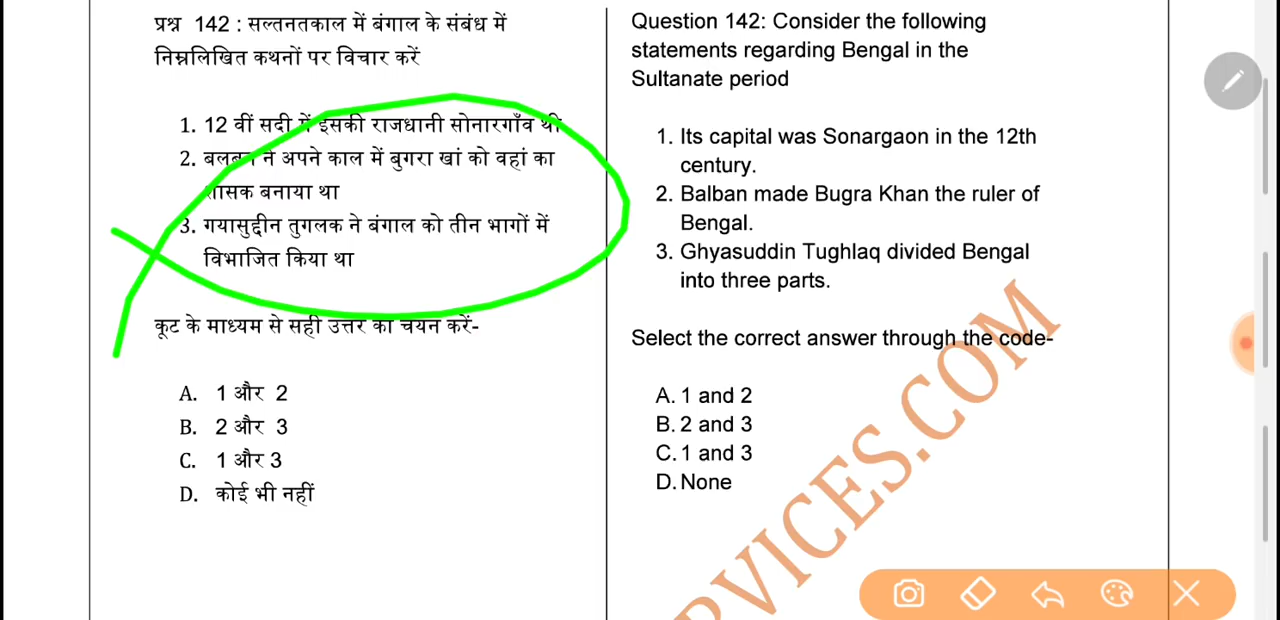 प्रश्न 142 : सल्तनतकाल में बंगाल के संबंध में
निम्नलिखित कथनों पर विचार करें
1. 12 वीं सदी में इसकी राजधानी सोनारगाँव थी
2. बलबन ने अपने काल में बुगरा खां को वहां का
शासक बनाया था
3. गयासुद्दीन तुगलक ने बंगाल को तीन भागों में
विभाजित किया था
कूट के माध्यम से सही उत्तर का चयन करें-
A. 1 और 2
B. 2 और 3
C. 1 और 3
D. कोई भी नहीं
Question 142: Consider the following
statements regarding Bengal in the
Sultanate period
1. Its capital was Sonargaon in the 12th
century.
2. Balban made Bugra Khan the ruler of
Bengal.
3. Ghyasuddin Tughlaq divided Bengal
into three parts.
Select the correct answer through the code-
A. 1 and 2
B. 2 and 3
C. 1 and 3
D. None
RVICES.COM